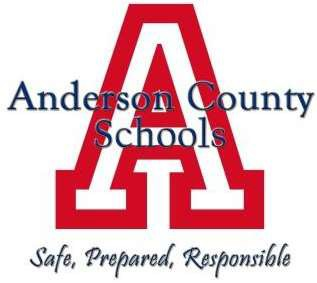 A
Anderson County
Schools
Safe, Prepared, Responsible